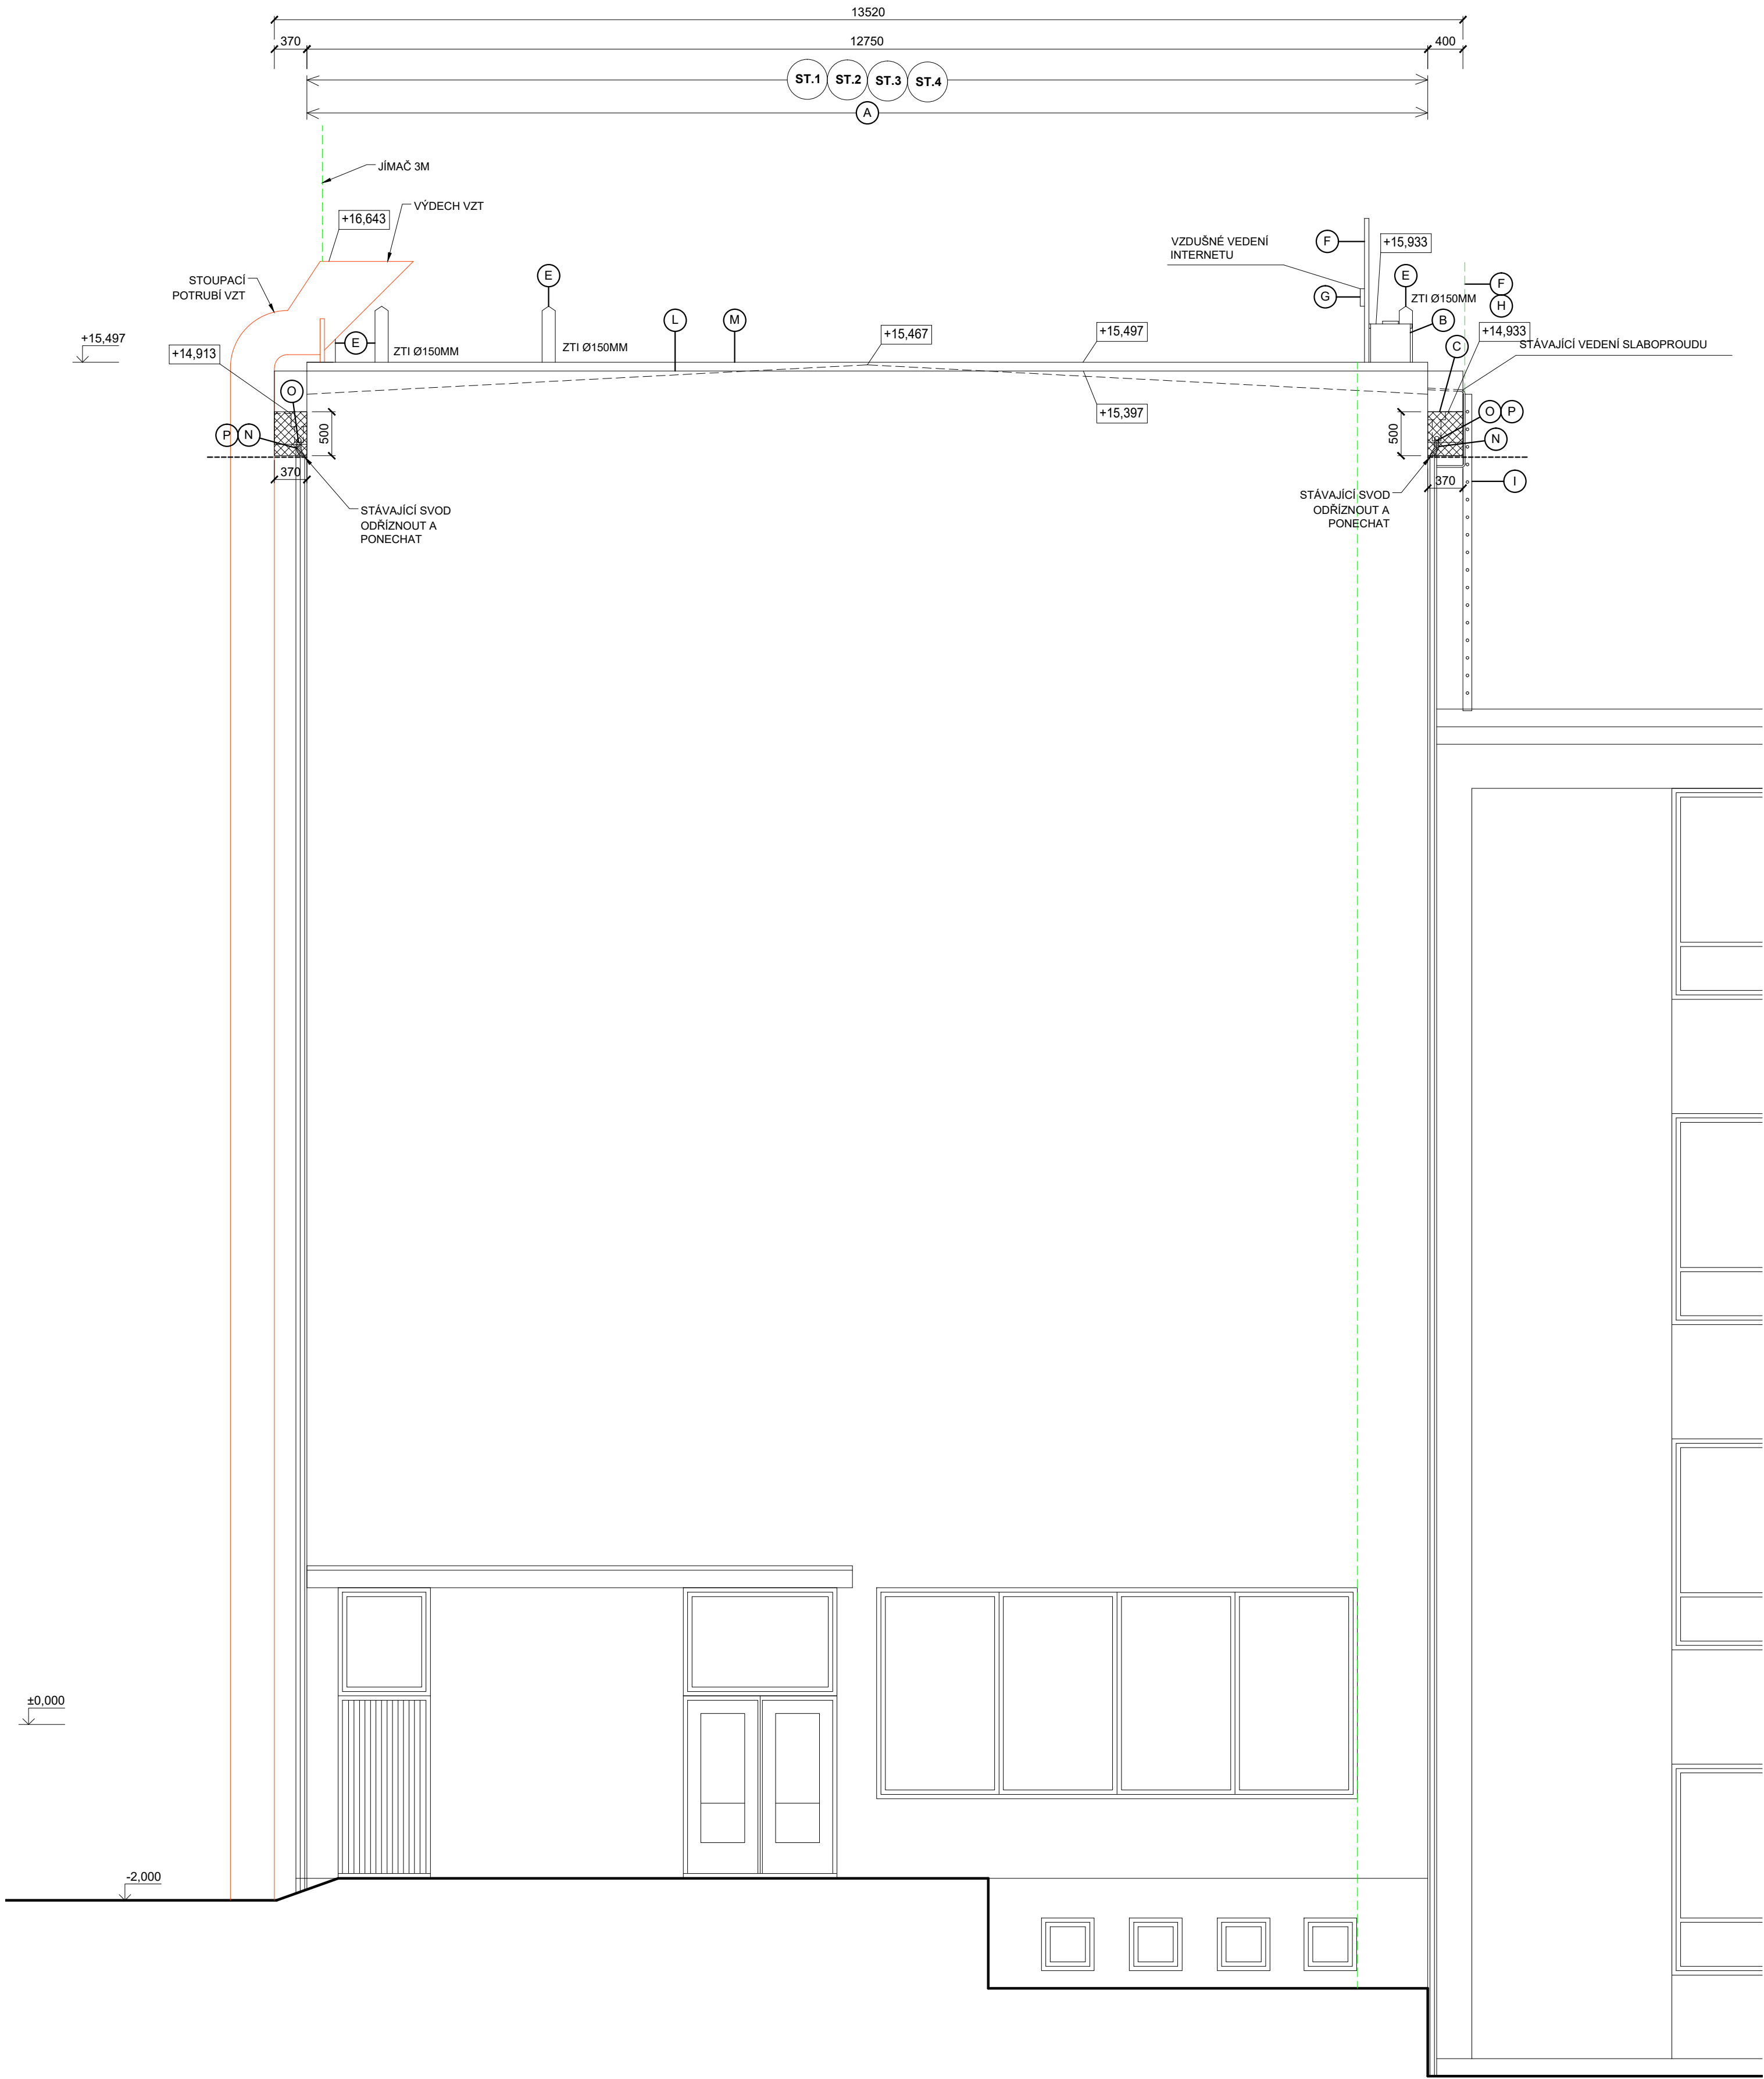 13520
370
12750
400
ST.1
ST.2
ST.3
ST.4
A
JÍMAČ 3M
VÝDECH VZT
+16,643
STOUPACÍ
POTRUBÍ VZT
E
VZDUŠNÉ VEDENÍ
INTERNETU
F
+15,933
E
G
ZTI Ø150MM
F
H
B
+15,497
+14,913
E
ZTI Ø150MM
ZTI Ø150MM
L
M
+15,467
+15,497
+14,933
C
STÁVAJÍCÍ VEDENÍ SLABOPROUDU
O
+15,397
O
P
P
N
500
500
N
370
370
I
STÁVAJÍCÍ SVOD
ODŘÍZNOUT A
PONECHAT
STÁVAJÍCÍ SVOD
ODŘÍZNOUT A
PONECHAT
±0,000
-2,000